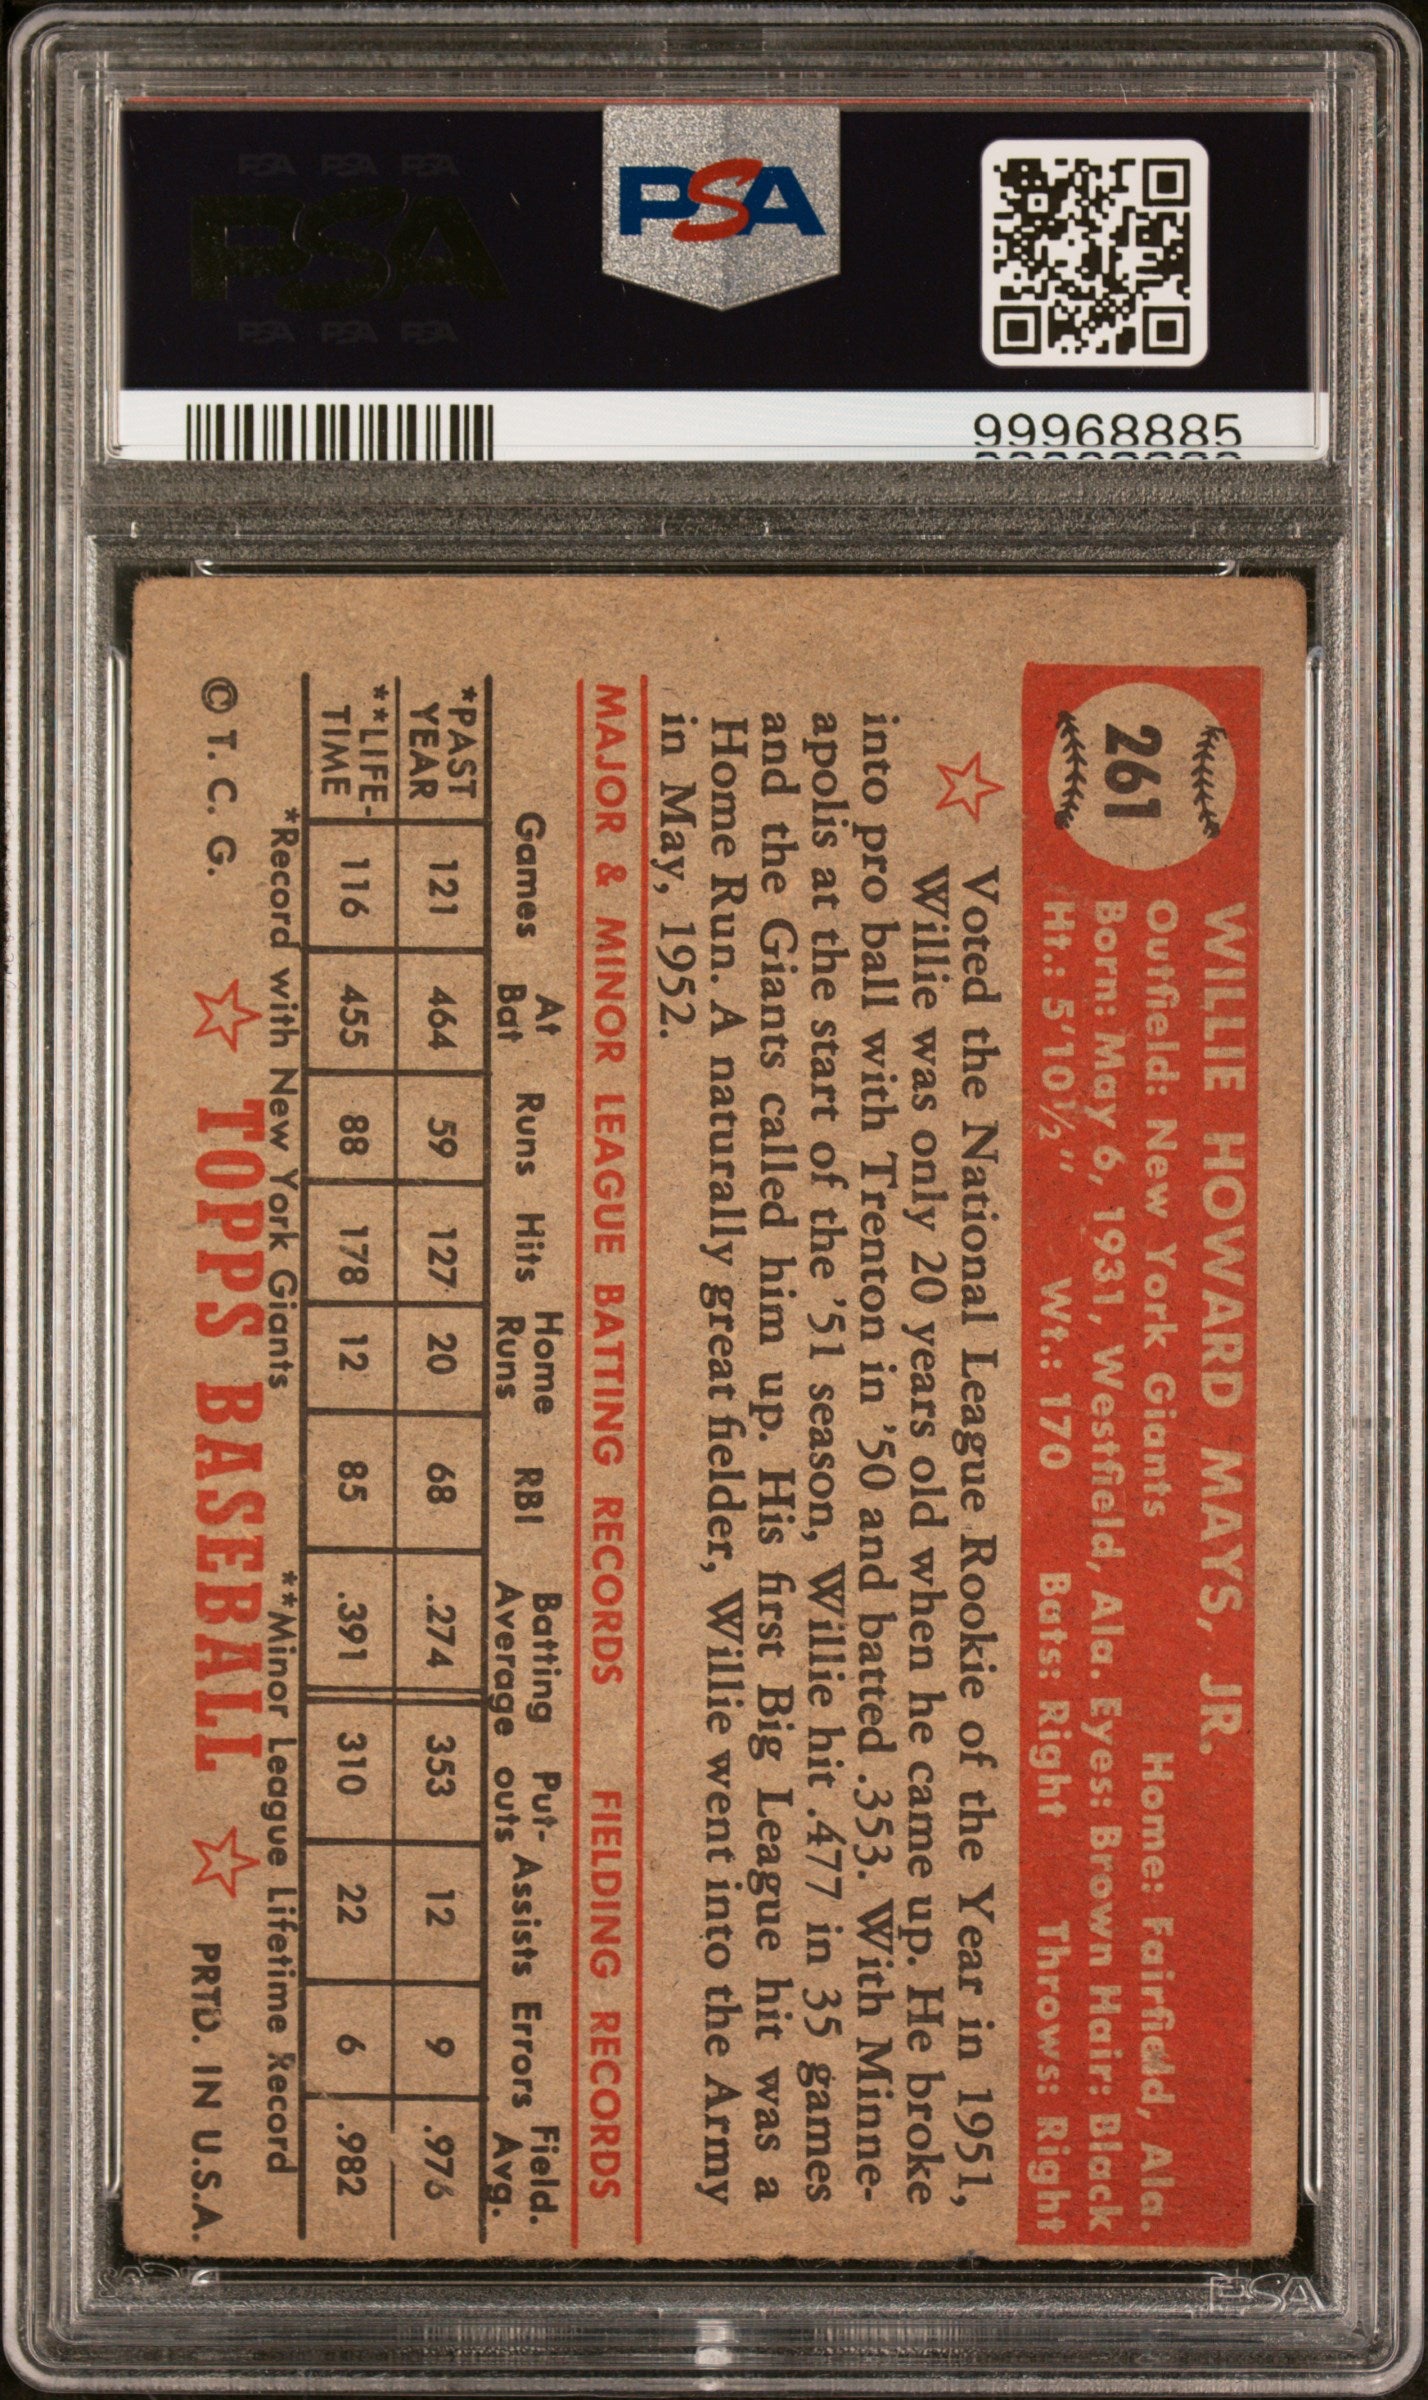 PSA PSA PSA
PSA
PSA PSA PSA
PSA
99968885
261
WILLIE HOWARD MAYS, JR.
Outfield: New York Giants Home: Fairfield, Ala.
Born: May 6, 1931, Westfield, Ala. Eyes: Brown Hair: Black
Ht.: 5'10½" Wt.: 170 Bats: Right Throws: Right
Voted the National League Rookie of the Year in 1951,
Willie was only 20 years old when he came up. He broke
into pro ball with Trenton in '50 and batted .353. With Minne-
apolis at the start of the '51 season, Willie hit .477 in 35 games
and the Giants called him up. His first Big League hit was a
Home Run. A naturally great fielder, Willie went into the Army
in May, 1952.
MAJOR & MINOR LEAGUE BATTING RECORDS FIELDING RECORDS
Games At Bat Runs Hits Home Runs RBI Batting Average Put-outs Assists Errors Field. Avg.
*PAST YEAR 121 464 59 127 20 68 .274 353 12 9 .976
**LIFE-TIME 116 455 88 178 12 85 .391 310 22 6 .982
*Record with New York Giants **Minor League Lifetime Record
© T. C. G. TOPPS BASEBALL PRTD. IN U.S.A.
PSA